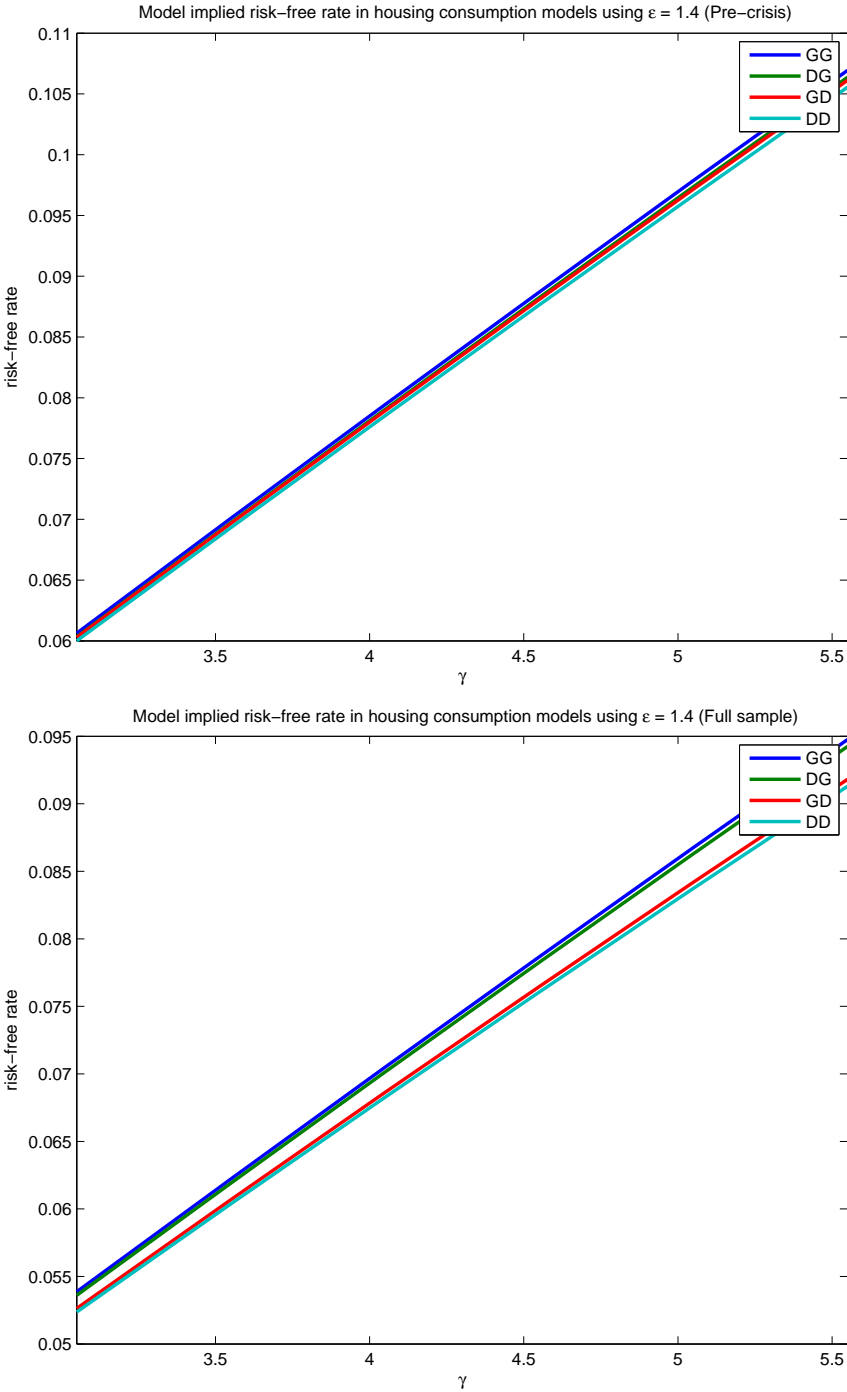 Model implied risk−free rate in housing consumption models using ε = 1.4 (Pre−crisis)
0.11
0.105
0.1
0.095
0.09
0.085
0.08
0.075
0.07
0.065
0.06
risk−free rate
GG
DG
GD
DD
3.5 4 4.5 5 5.5
γ
Model implied risk−free rate in housing consumption models using ε = 1.4 (Full sample)
0.095
0.09
0.085
0.08
0.075
0.07
0.065
0.06
0.055
0.05
risk−free rate
GG
DG
GD
DD
3.5 4 4.5 5 5.5
γ